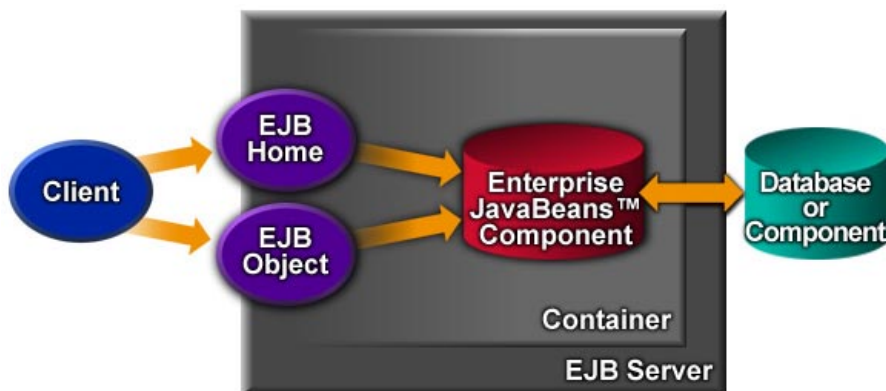 Client
EJB
Home
EJB
Object
Enterprise
JavaBeans™
Component
Database
or
Component
Container
EJB Server